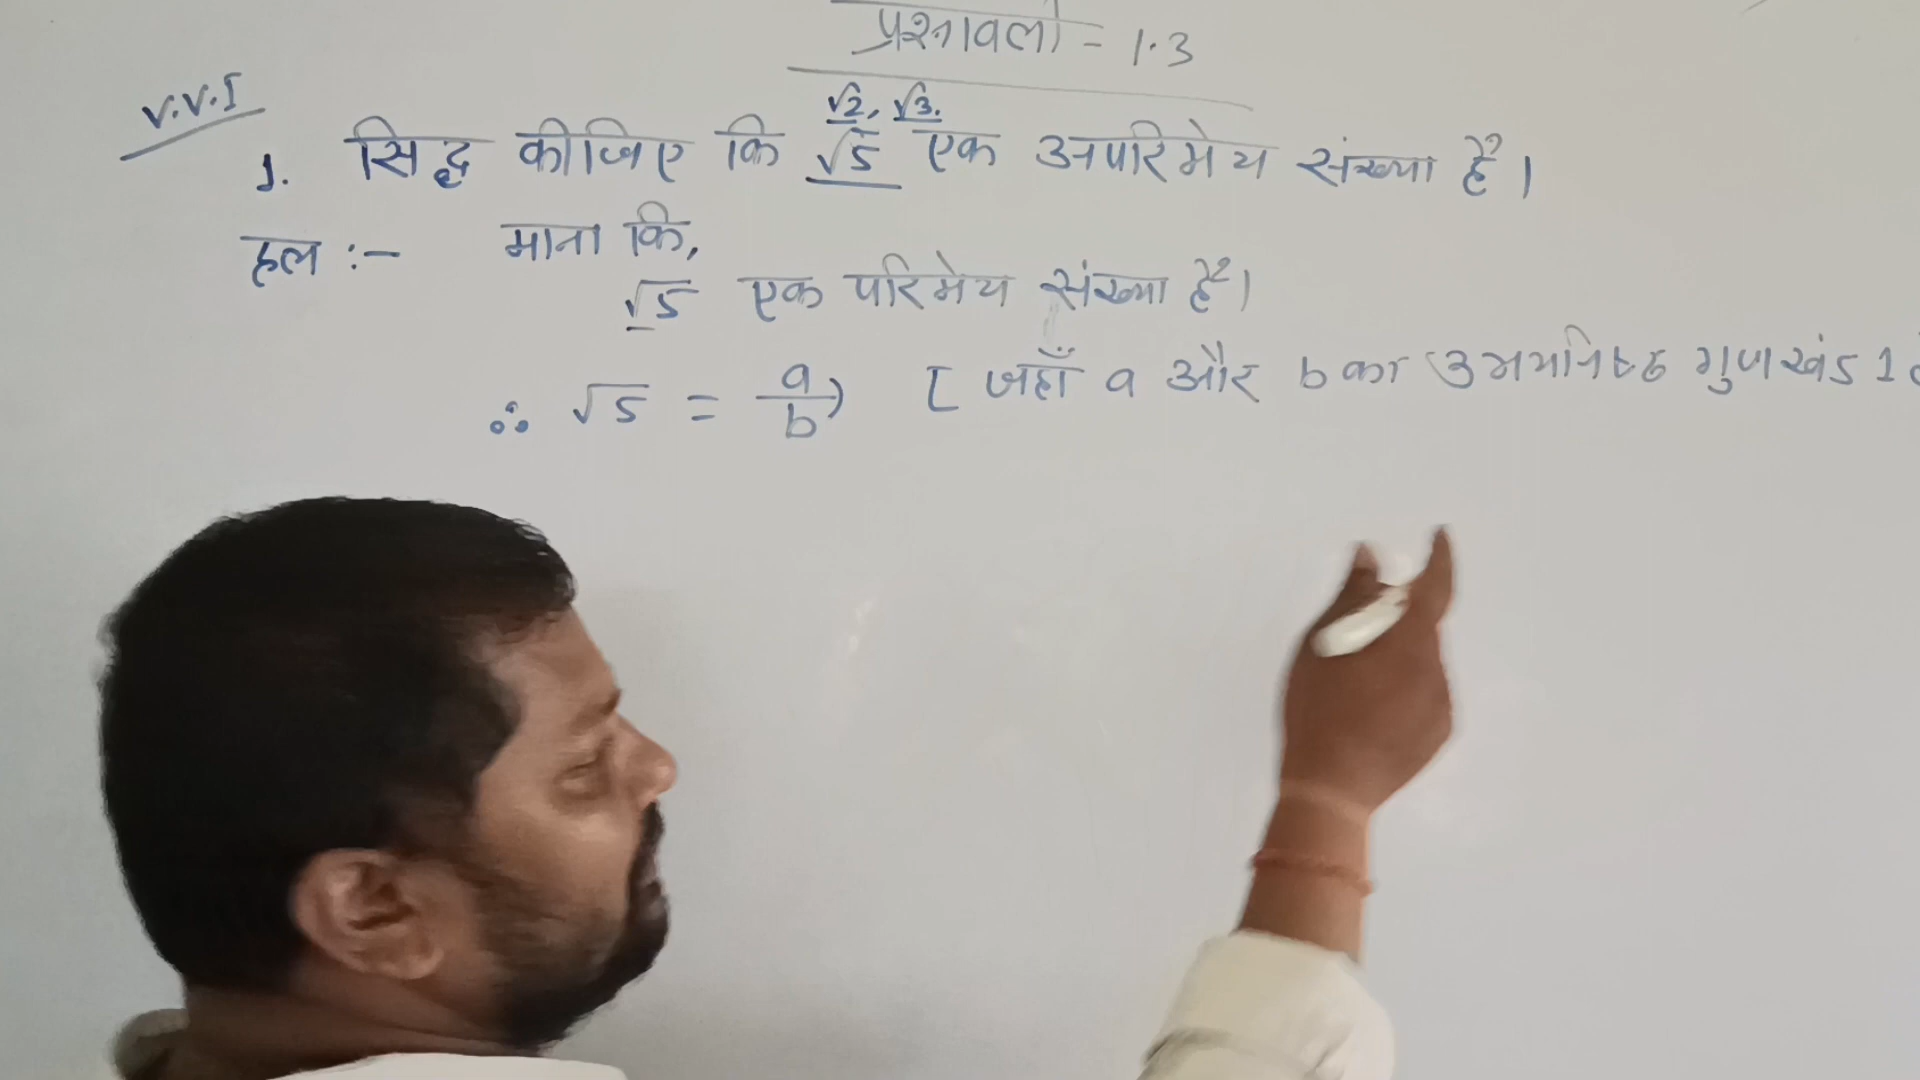 प्रश्नावली = 1.3
V.V.I
√2, √3.
1. सिद्ध कीजिए कि √5 एक अपरिमेय संख्या है।
हल :- माना कि,
√5 एक परिमेय संख्या है।
∴ √5 = a/b) [ जहाँ a और b का उभयनिष्ठ गुणखंड 1